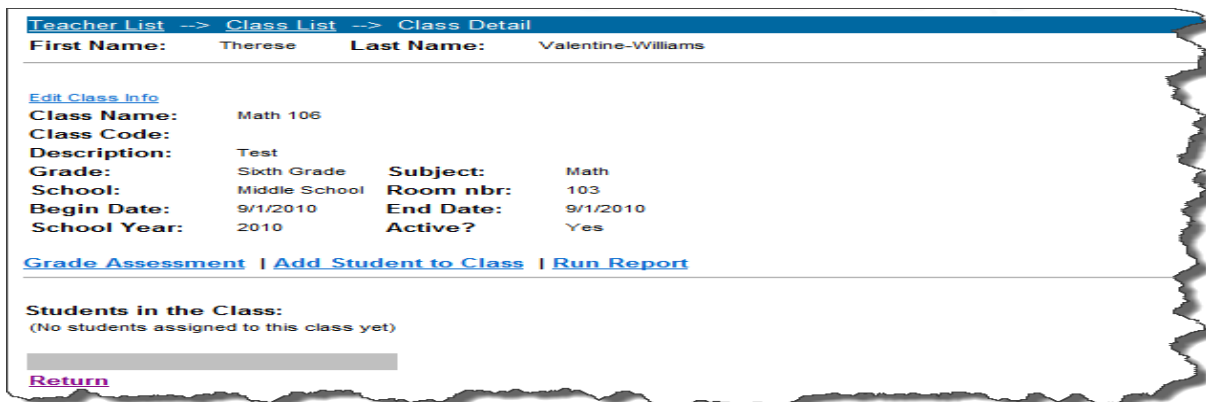 Teacher List --> Class List --> Class Detail
First Name: Therese Last Name: Valentine-Williams
Edit Class Info
Class Name: Math 106
Class Code:
Description: Test
Grade: Sixth Grade Subject: Math
School: Middle School Room nbr: 103
Begin Date: 9/1/2010 End Date: 9/1/2010
School Year: 2010 Active? Yes
Grade Assessment | Add Student to Class | Run Report
Students in the Class:
(No students assigned to this class yet)
Return